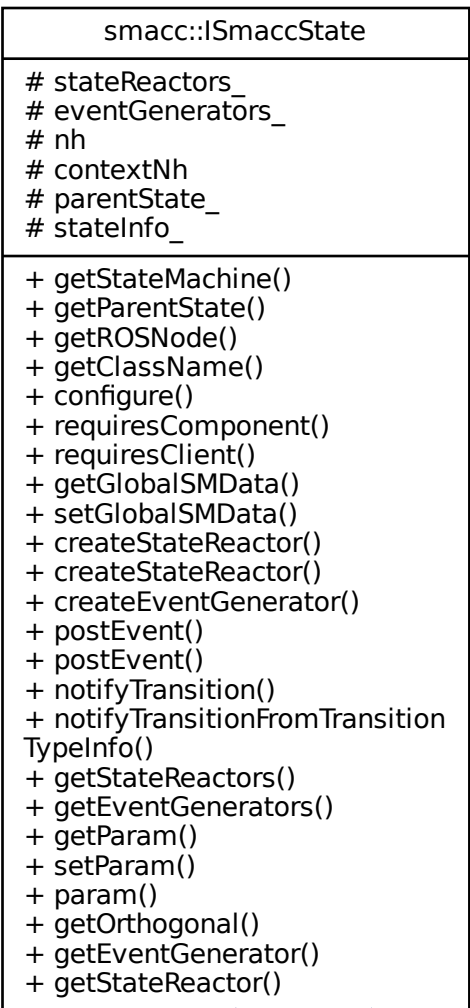 smacc::ISmaccState
# stateReactors_
# eventGenerators_
# nh
# contextNh
# parentState_
# stateInfo_
+ getStateMachine()
+ getParentState()
+ getROSNode()
+ getClassName()
+ configure()
+ requiresComponent()
+ requiresClient()
+ getGlobalSMData()
+ setGlobalSMData()
+ createStateReactor()
+ createStateReactor()
+ createEventGenerator()
+ postEvent()
+ postEvent()
+ notifyTransition()
+ notifyTransitionFromTransition
TypeInfo()
+ getStateReactors()
+ getEventGenerators()
+ getParam()
+ setParam()
+ param()
+ getOrthogonal()
+ getEventGenerator()
+ getStateReactor()